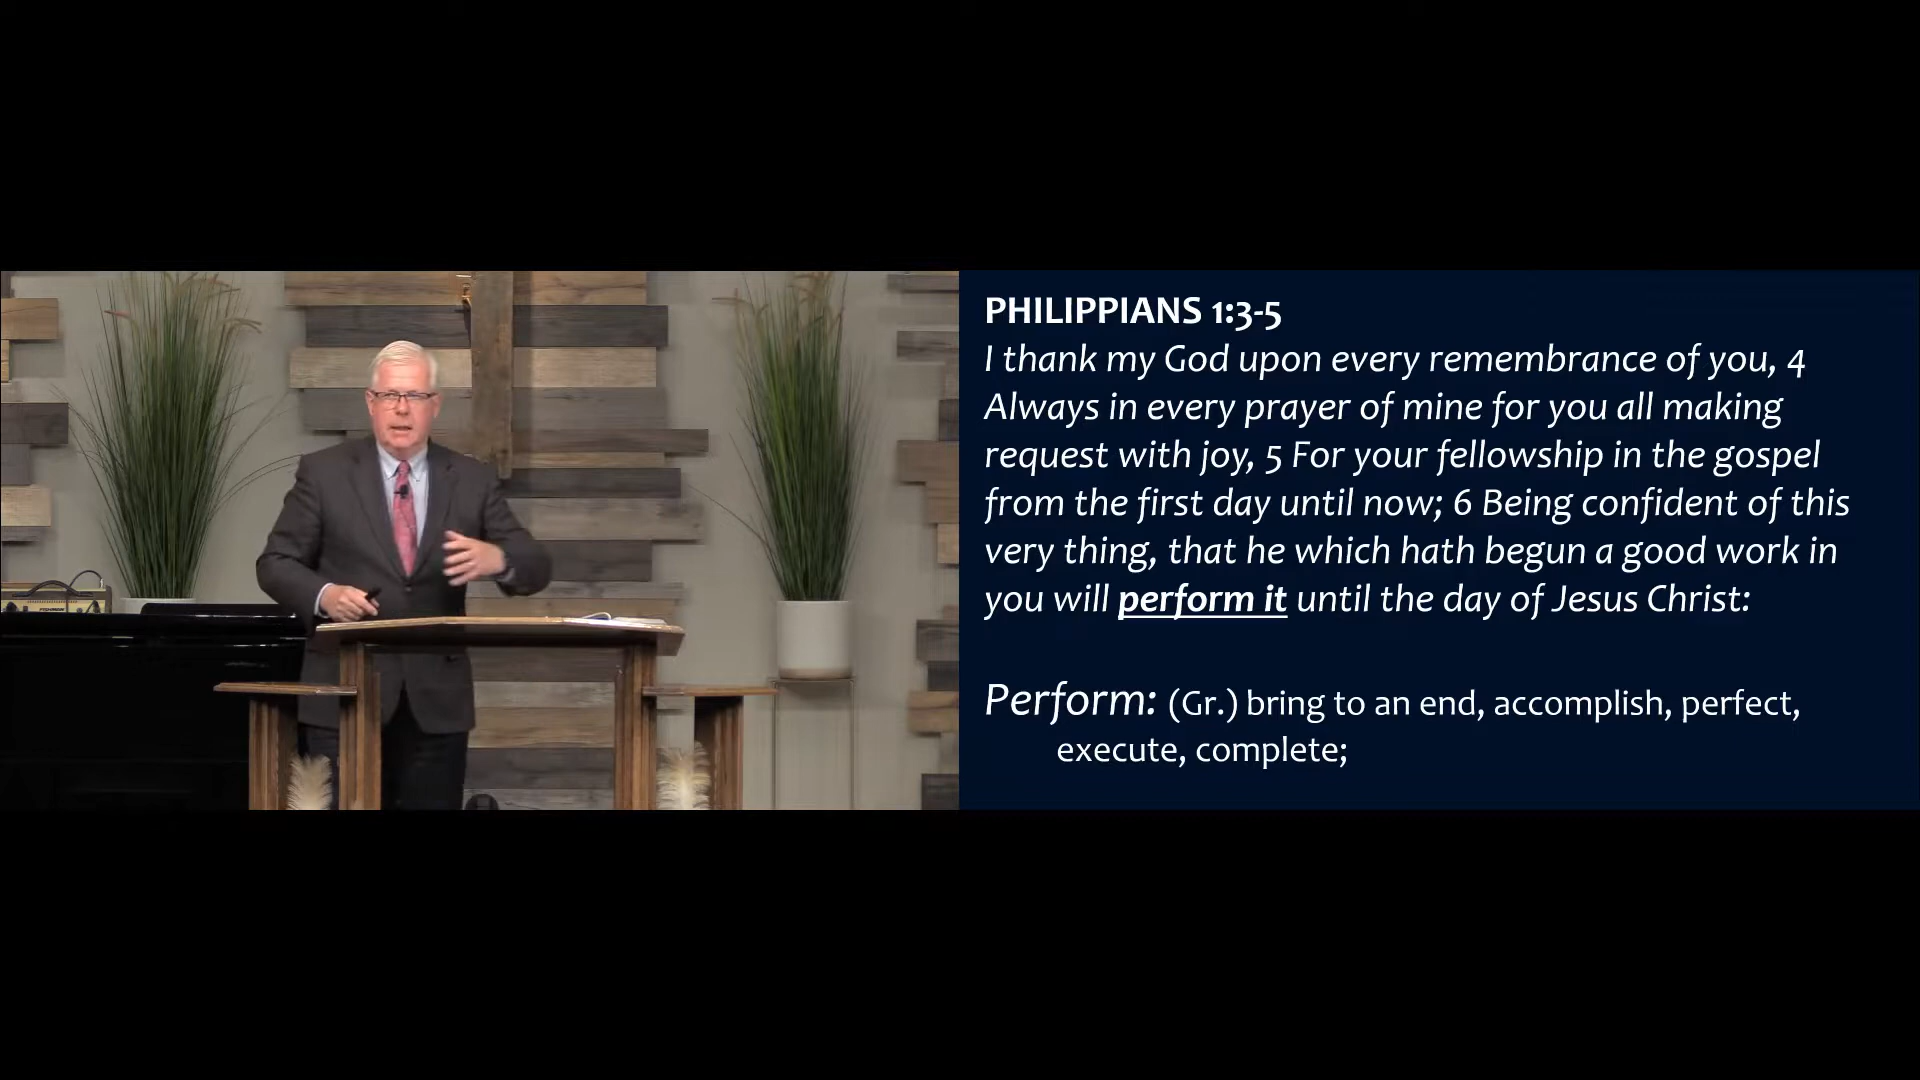 PHILIPPIANS 1:3-5
I thank my God upon every remembrance of you, 4
Always in every prayer of mine for you all making
request with joy, 5 For your fellowship in the gospel
from the first day until now; 6 Being confident of this
very thing, that he which hath begun a good work in
you will perform it until the day of Jesus Christ:
Perform: (Gr.) bring to an end, accomplish, perfect,
execute, complete;